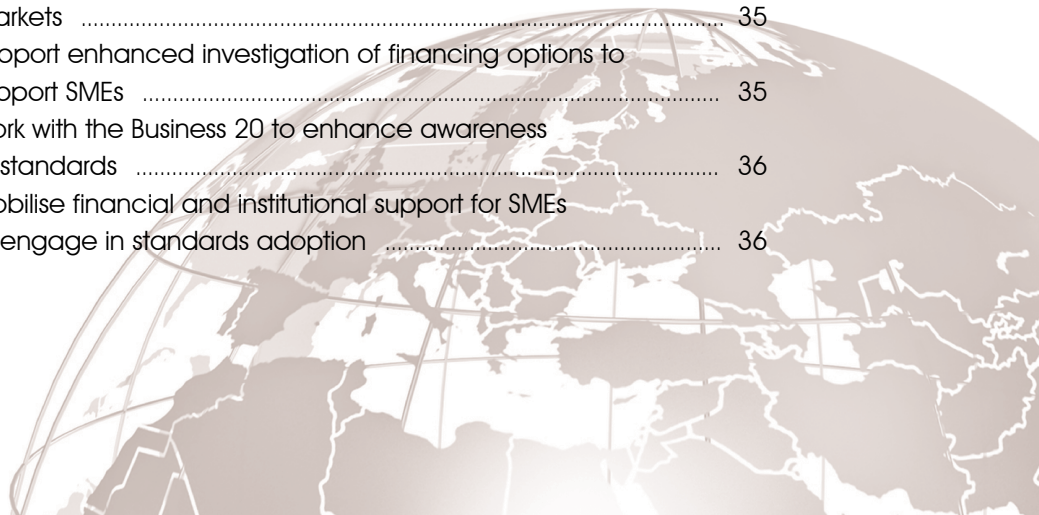 arkets ........................................................................................................... 35
pport enhanced investigation of financing options to
pport SMEs ................................................................................................ 35
ork with the Business 20 to enhance awareness
standards .................................................................................................. 36
obilise financial and institutional support for SMEs
engage in standards adoption ........................................................ 36